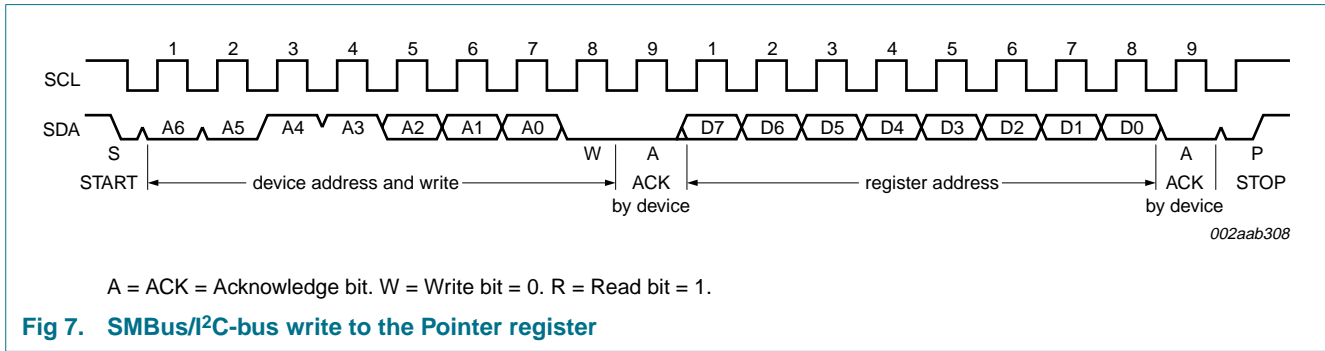 1 2 3 4 5 6 7 8 9 1 2 3 4 5 6 7 8 9
SCL
SDA A6 A5 A4 A3 A2 A1 A0 D7 D6 D5 D4 D3 D2 D1 D0
S W A A P
START device address and write ACK register address ACK STOP
by device by device
002aab308
A = ACK = Acknowledge bit. W = Write bit = 0. R = Read bit = 1.
Fig 7. SMBus/I²C-bus write to the Pointer register